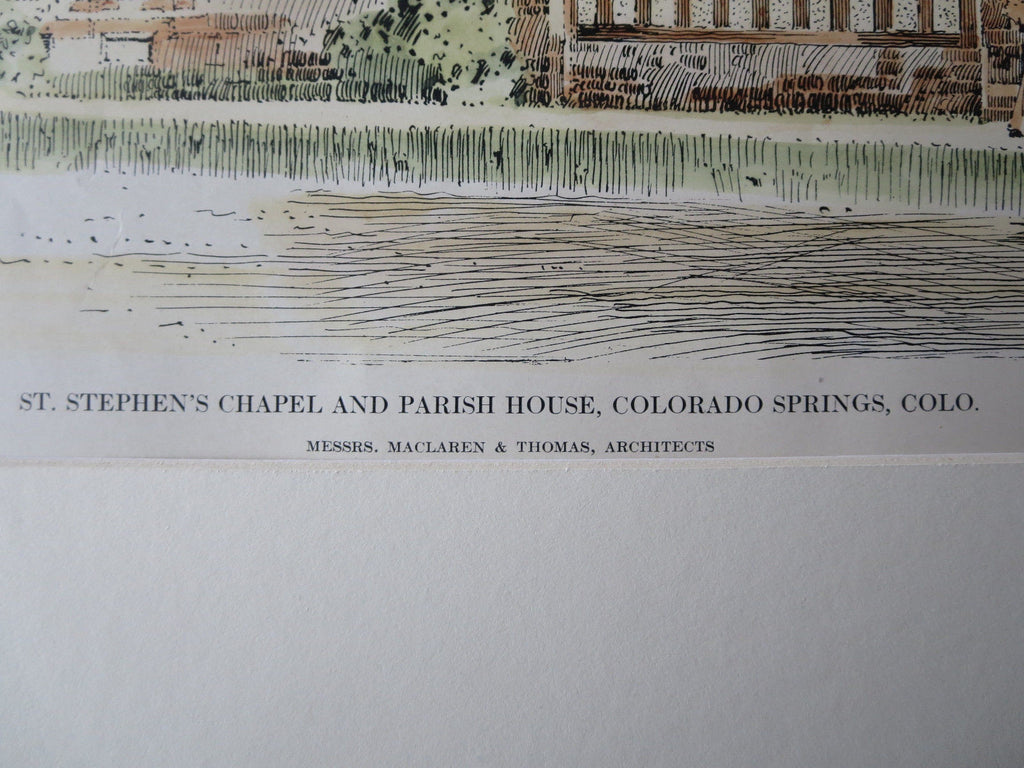 ST. STEPHEN'S CHAPEL AND PARISH HOUSE, COLORADO SPRINGS, COLO.
MESSRS. MACLAREN & THOMAS, ARCHITECTS